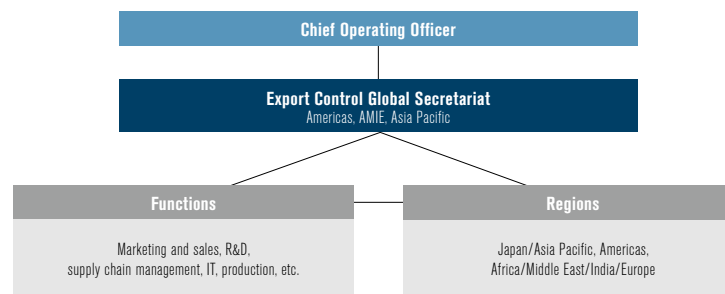 Chief Operating Officer
Export Control Global Secretariat
Americas, AMIE, Asia Pacific
Functions
Marketing and sales, R&D,
supply chain management, IT, production, etc.
Regions
Japan/Asia Pacific, Americas,
Africa/Middle East/India/Europe